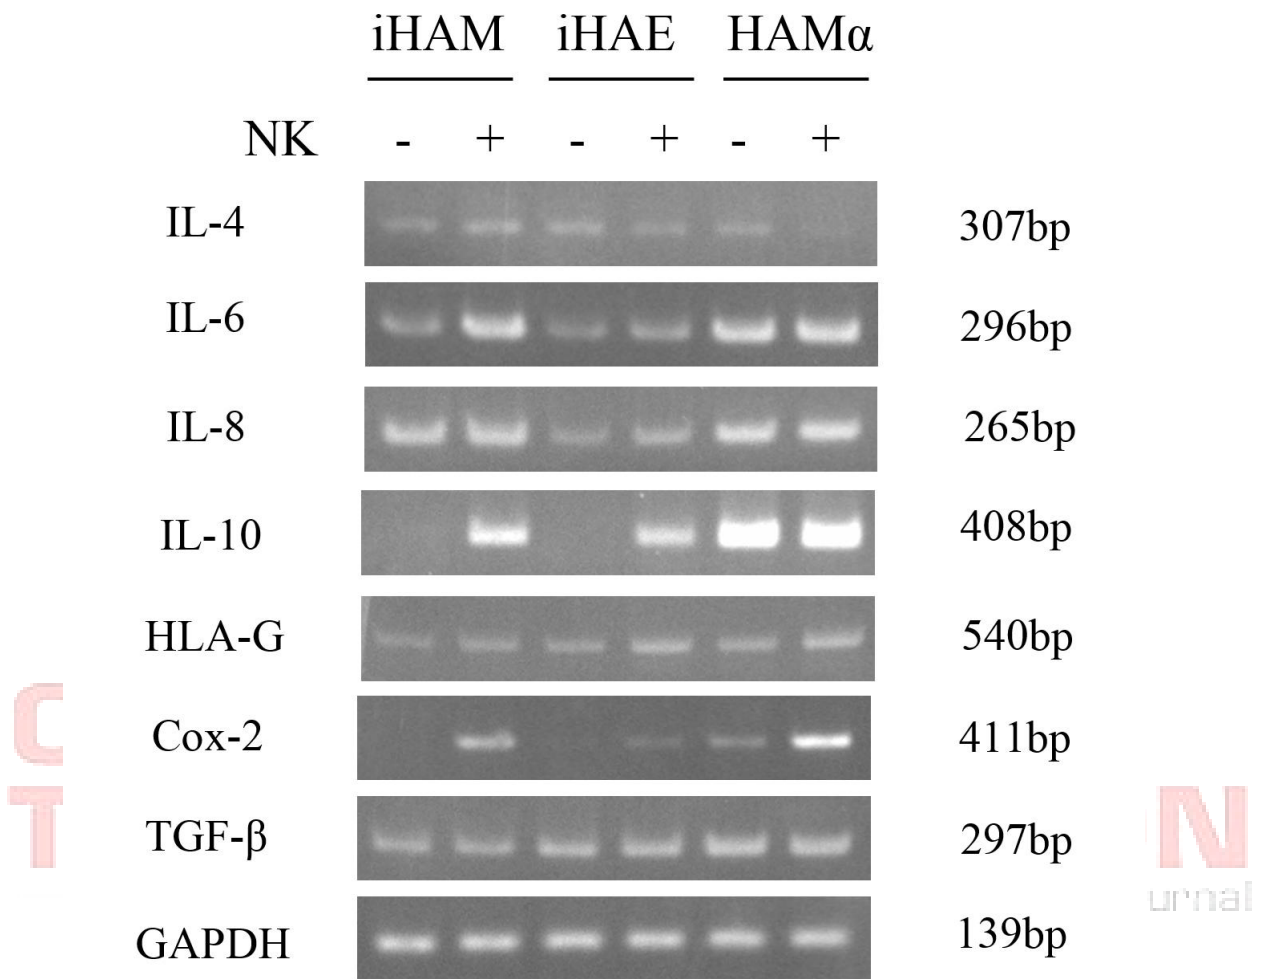 iHAM iHAE HAMα
NK - + - + - +
IL-4 307bp
IL-6 296bp
IL-8 265bp
IL-10 408bp
HLA-G 540bp
Cox-2 411bp
TGF-β 297bp
GAPDH 139bp
C
T N